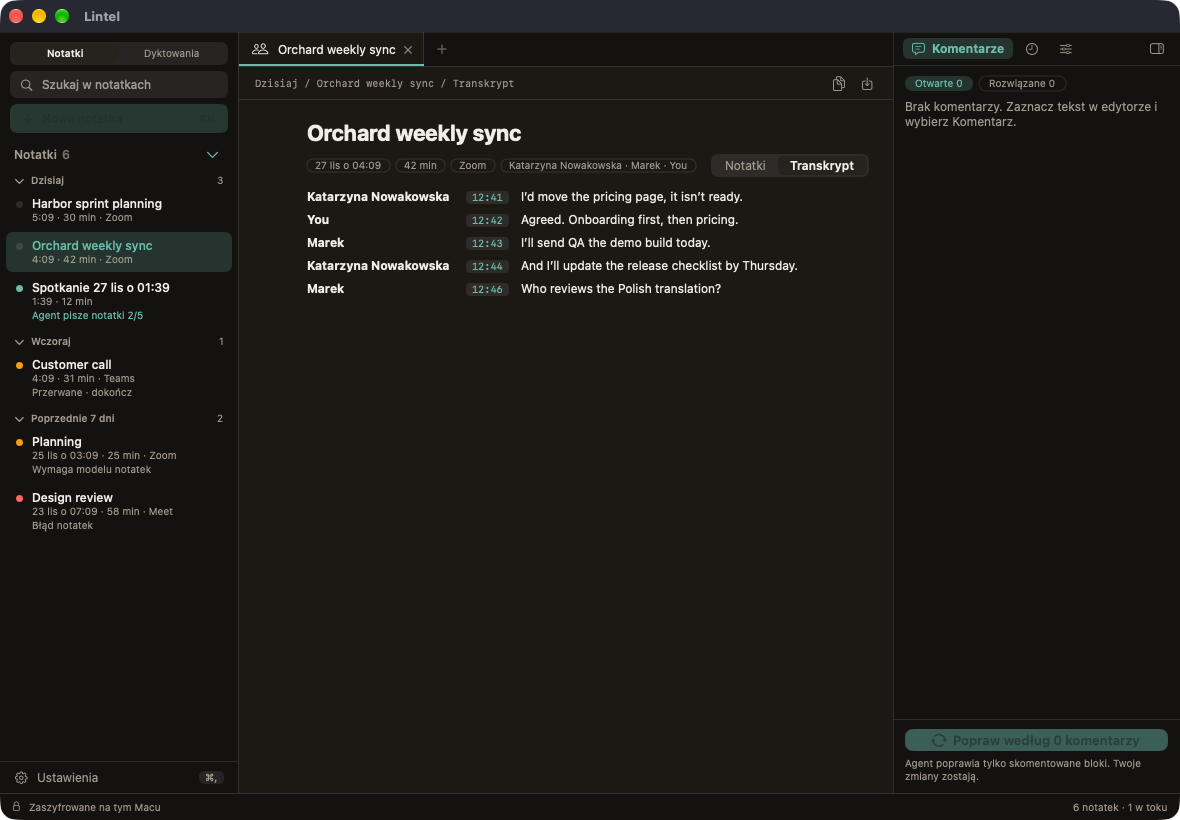 Lintel
Notatki
Dyktowania
Szukaj w notatkach
Nowa notatka
Notatki 6
Dzisiaj 3
Harbor sprint planning
5:09 · 30 min · Zoom
Orchard weekly sync
4:09 · 42 min · Zoom
Spotkanie 27 lis o 01:39
1:39 · 12 min
Agent pisze notatki 2/5
Wczoraj 1
Customer call
4:09 · 31 min · Teams
Przerwane · dokończ
Poprzednie 7 dni 2
Planning
25 lis o 03:09 · 25 min · Zoom
Wymaga modelu notatek
Design review
23 lis o 07:09 · 58 min · Meet
Błąd notatek
Ustawienia ⌘,
Orchard weekly sync
Dzisiaj / Orchard weekly sync / Transkrypt
Orchard weekly sync
27 lis o 04:09 42 min Zoom Katarzyna Nowakowska · Marek · You Notatki Transkrypt
Katarzyna Nowakowska 12:41 I’d move the pricing page, it isn’t ready.
You 12:42 Agreed. Onboarding first, then pricing.
Marek 12:43 I’ll send QA the demo build today.
Katarzyna Nowakowska 12:44 And I’ll update the release checklist by Thursday.
Marek 12:46 Who reviews the Polish translation?
Komentarze
Otwarte 0 Rozwiązane 0
Brak komentarzy. Zaznacz tekst w edytorze i
wybierz Komentarz.
Popraw według 0 komentarzy
Agent poprawia tylko skomentowane bloki. Twoje
zmiany zostają.
Zaszyfrowane na tym Macu
6 notatek · 1 w toku